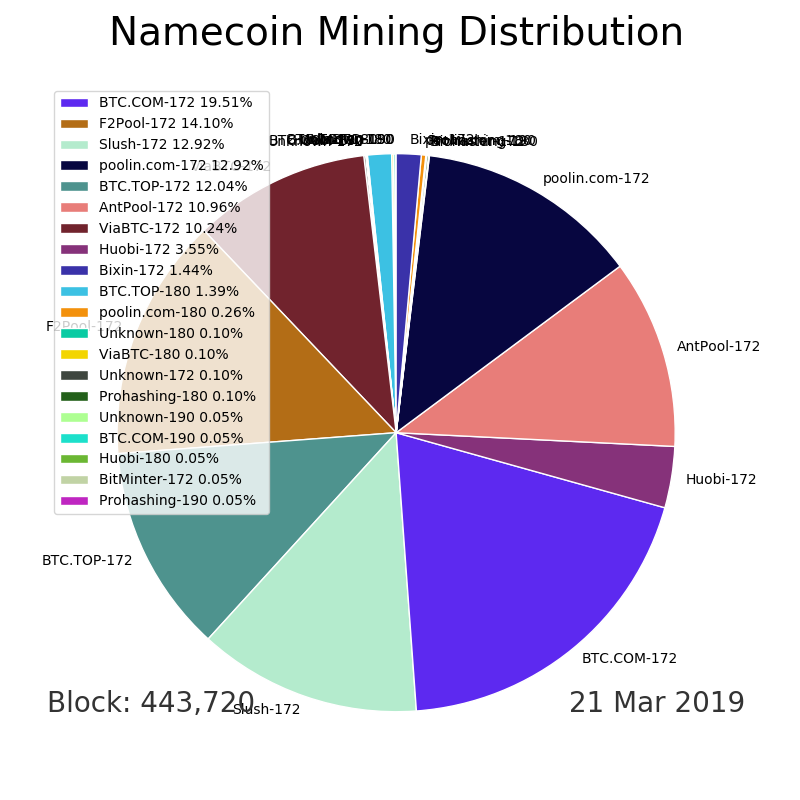 Namecoin Mining Distribution
BTC.COM-172 19.51%
F2Pool-172 14.10%
Slush-172 12.92%
poolin.com-172 12.92%
BTC.TOP-172 12.04%
AntPool-172 10.96%
ViaBTC-172 10.24%
Huobi-172 3.55%
Bixin-172 1.44%
BTC.TOP-180 1.39%
poolin.com-180 0.26%
Unknown-180 0.10%
ViaBTC-180 0.10%
Unknown-172 0.10%
Prohashing-180 0.10%
Unknown-190 0.05%
BTC.COM-190 0.05%
Huobi-180 0.05%
BitMinter-172 0.05%
Prohashing-190 0.05%
Bixin-172
poolin.com-172
AntPool-172
Huobi-172
BTC.COM-172
Slush-172
BTC.TOP-172
F2Pool-172
Block: 443,720
21 Mar 2019